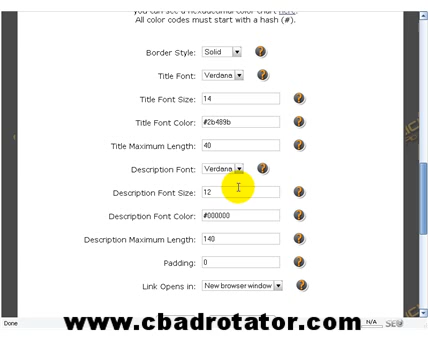 you can see a hexadecimal color chart here.
All color codes must start with a hash (#).
Border Style: Solid
Title Font: Verdana
Title Font Size: 14
Title Font Color: #2b489b
Title Maximum Length: 40
Description Font: Verdana
Description Font Size: 12
Description Font Color: #000000
Description Maximum Length: 140
Padding: 0
Link Opens in: New browser window
Done N/A
www.cbadrotator.com